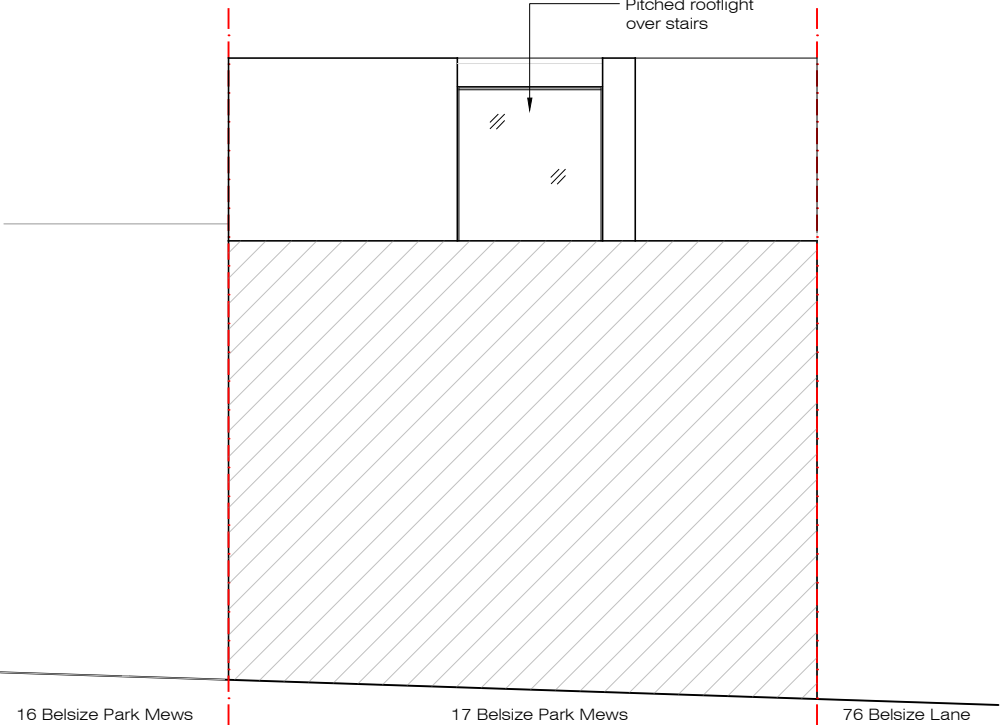 Pitched rooflight
over stairs
16 Belsize Park Mews
17 Belsize Park Mews
76 Belsize Lane